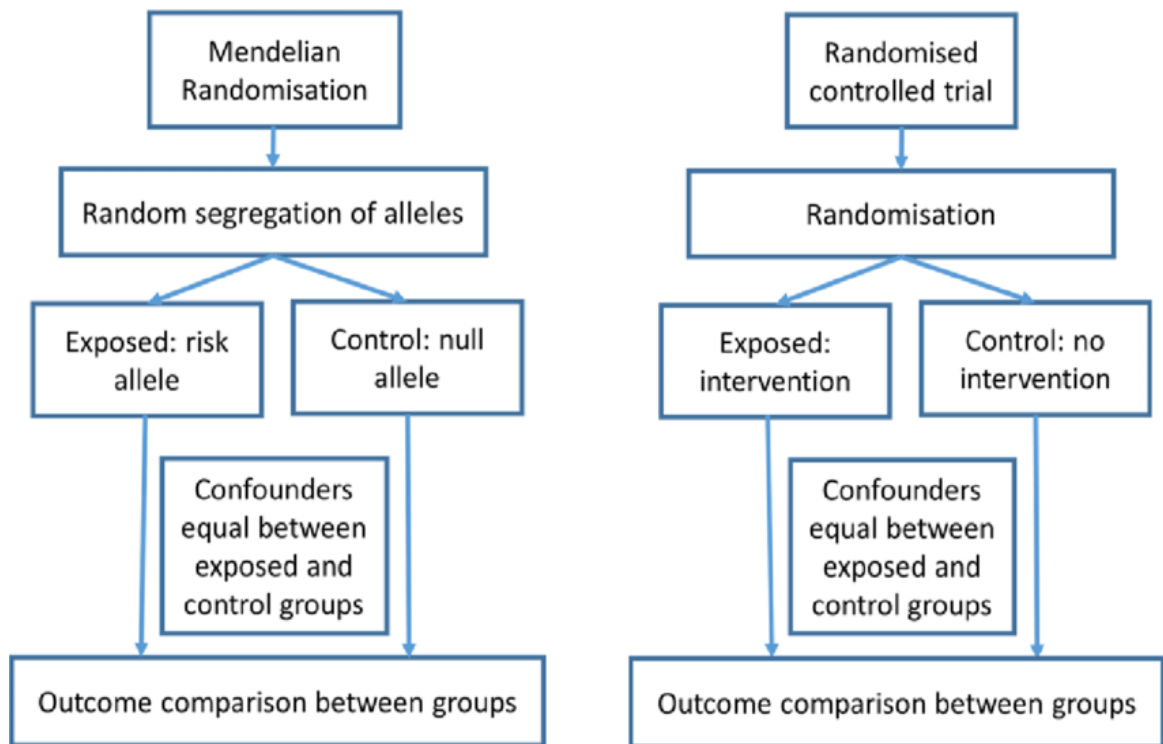 Mendelian
Randomisation
Random segregation of alleles
Exposed: risk
allele
Control: null
allele
Confounders
equal between
exposed and
control groups
Outcome comparison between groups
Randomised
controlled trial
Randomisation
Exposed:
intervention
Control: no
intervention
Confounders
equal between
exposed and
control groups
Outcome comparison between groups